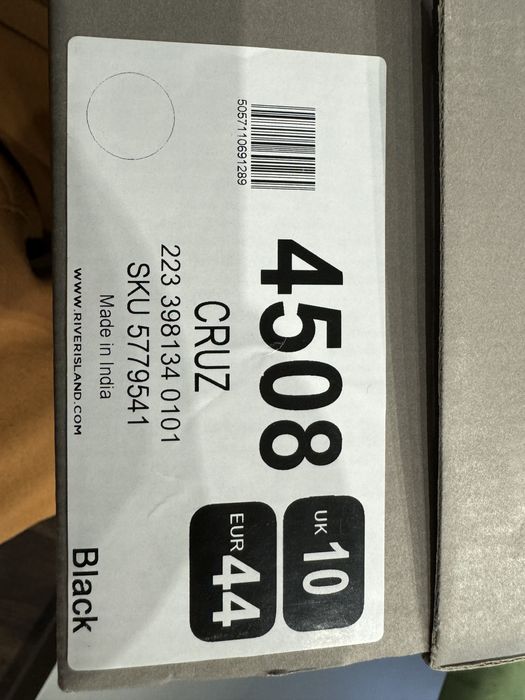 5057110691289
4508
UK 10
EUR 44
CRUZ
223 398134 0101
SKU 5779541
Made in India
WWW.RIVERISLAND.COM
Black